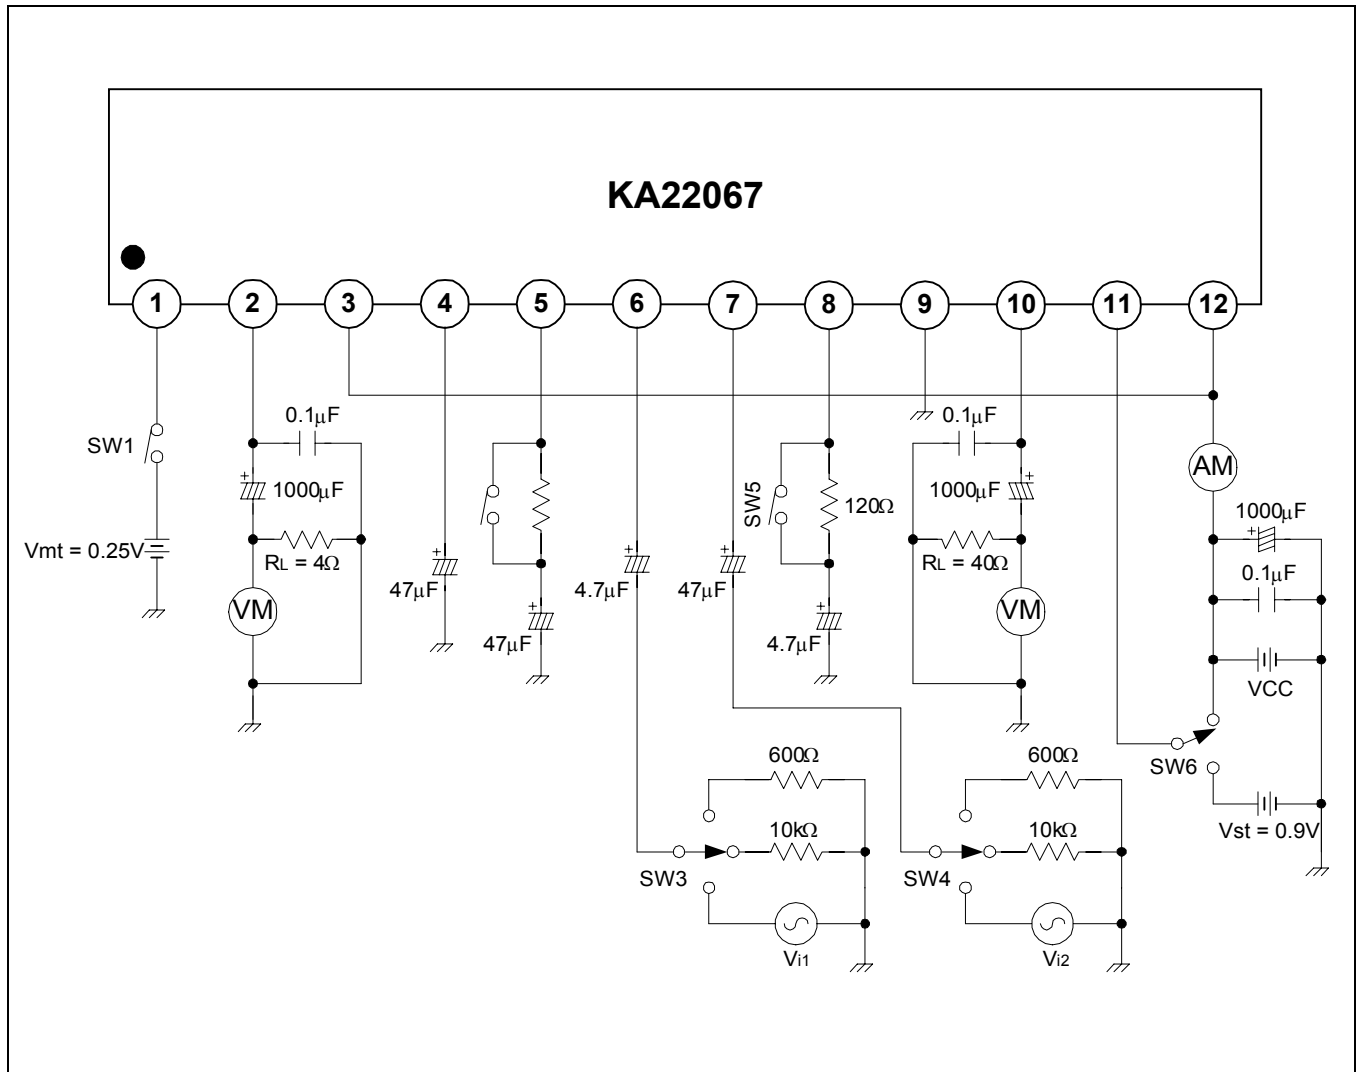 KA22067
1 2 3 4 5 6 7 8 9 10 11 12
0.1μF
0.1μF
SW1
SW5
AM
+
1000μF
+
1000μF
120Ω
1000μF
+
+
Vmt = 0.25V
RL = 4Ω
+
47μF
+
4.7μF
+
47μF
RL = 40Ω
0.1μF
VM
+
47μF
+
4.7μF
VM
VCC
600Ω
600Ω
SW6
10kΩ
10kΩ
Vst = 0.9V
SW3
SW4
Vi1
Vi2